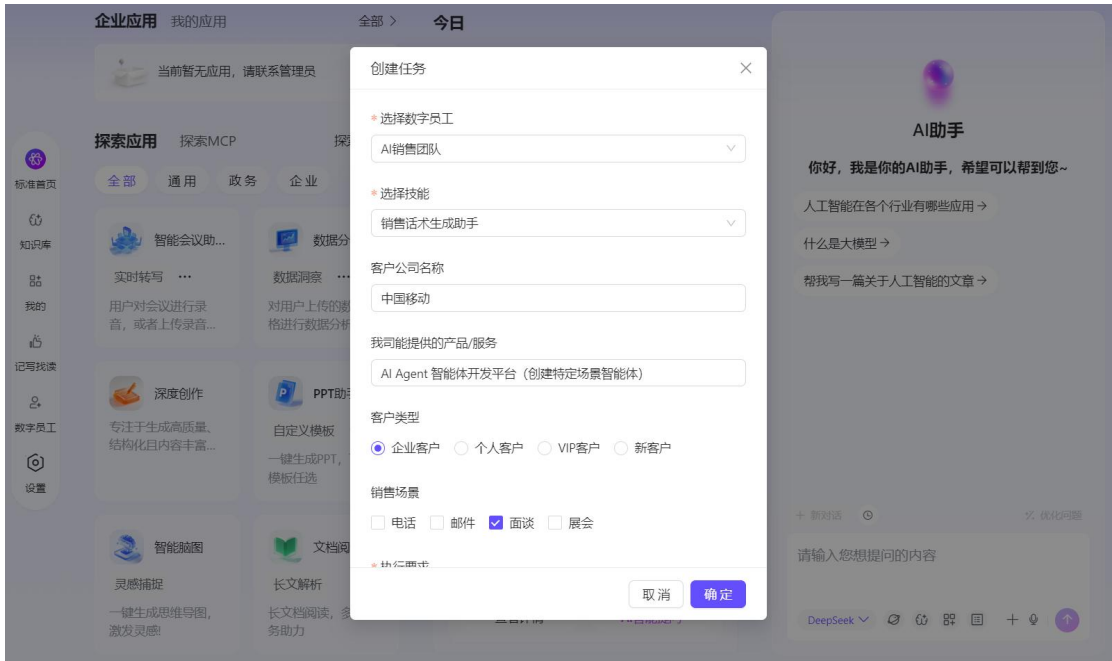 企业应用 我的应用 全部 >
今日
当前暂无应用，请联系管理员
探索应用 探索MCP 探
全部 通用 政务 企业
标准首页
知识库
我的
记写找读
数字员工
设置
智能会议助...
实时转写 ···
用户对会议进行录
音，或者上传录音...
数据分
数据洞察 ···
对用户上传的数
格进行数据分析
深度创作
专注于生成高质量、
结构化且内容丰富...
PPT助手
自定义模板
一键生成PPT，
模板任选
智能脑图
灵感捕捉
一键生成思维导图，
激发灵感!
文档阅
长文解析
长文档阅读，多
务助力
创建任务
* 选择数字员工
AI销售团队
* 选择技能
销售话术生成助手
客户公司名称
中国移动
我司能提供的产品/服务
AI Agent 智能体开发平台（创建特定场景智能体）
客户类型
企业客户 个人客户 VIP客户 新客户
销售场景
电话 邮件 面谈 展会
* 执行要求
取消 确定
AI助手
你好，我是你的AI助手，希望可以帮到您~
人工智能在各个行业有哪些应用→
什么是大模型→
帮我写一篇关于人工智能的文章→
+ 新对话 优化问题
请输入您想提问的内容
DeepSeek